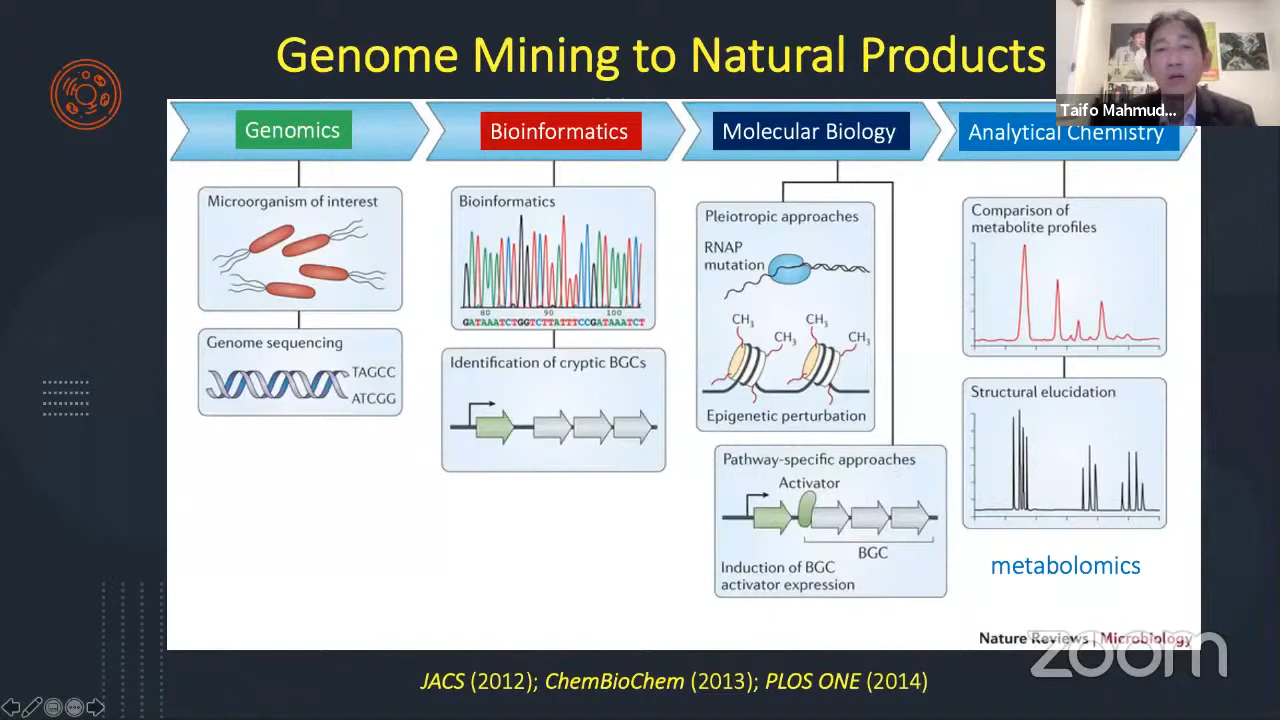 Genome Mining to Natural Products
Taifo Mahmud...
Genomics
Bioinformatics
Molecular Biology
Analytical Chemistry
Microorganism of interest
Genome sequencing
TAGCC
ATCGG
Bioinformatics
80 90 100
GATAAATCTGGTCTTATTTCCGATAAATCT
Identification of cryptic BGCs
Pleiotropic approaches
RNAP
mutation
CH3 CH3
CH3 CH3
Epigenetic perturbation
Pathway-specific approaches
Activator
BGC
Induction of BGC
activator expression
Comparison of
metabolite profiles
Structural elucidation
metabolomics
Nature Reviews | Microbiology
zoom
JACS (2012); ChemBioChem (2013); PLOS ONE (2014)